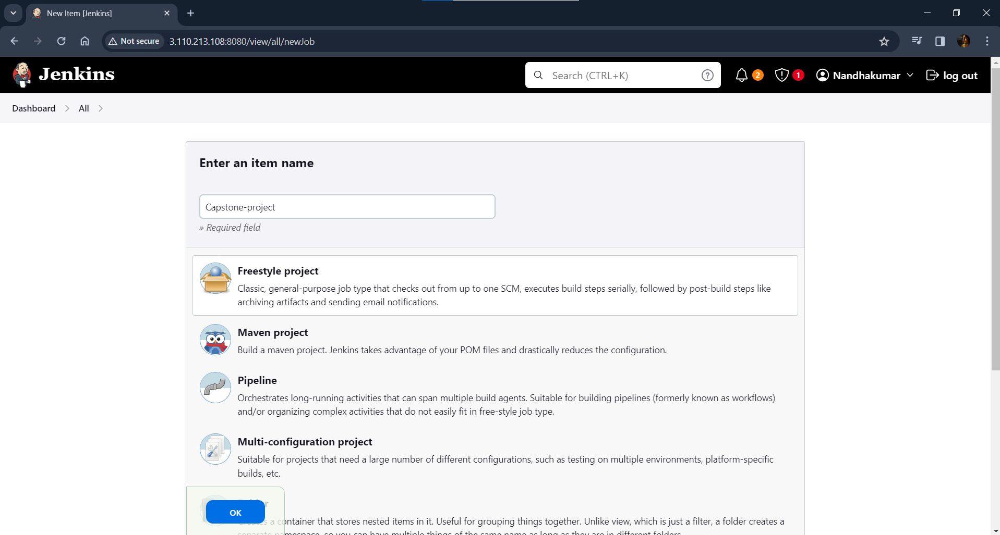 New Item [Jenkins]
Not secure
3.110.213.108:8080/view/all/newJob
Jenkins
Search (CTRL+K)
2
1
Nandhakumar
log out
Dashboard
All
Enter an item name
Capstone-project
» Required field
Freestyle project
Classic, general-purpose job type that checks out from up to one SCM, executes build steps serially, followed by post-build steps like
archiving artifacts and sending email notifications.
Maven project
Build a maven project. Jenkins takes advantage of your POM files and drastically reduces the configuration.
Pipeline
Orchestrates long-running activities that can span multiple build agents. Suitable for building pipelines (formerly known as workflows)
and/or organizing complex activities that do not easily fit in free-style job type.
Multi-configuration project
Suitable for projects that need a large number of different configurations, such as testing on multiple environments, platform-specific
builds, etc.
OK
Creates a container that stores nested items in it. Useful for grouping things together. Unlike view, which is just a filter, a folder creates a
separate namespace, so you can have multiple things of the same name as long as they are in different folders.